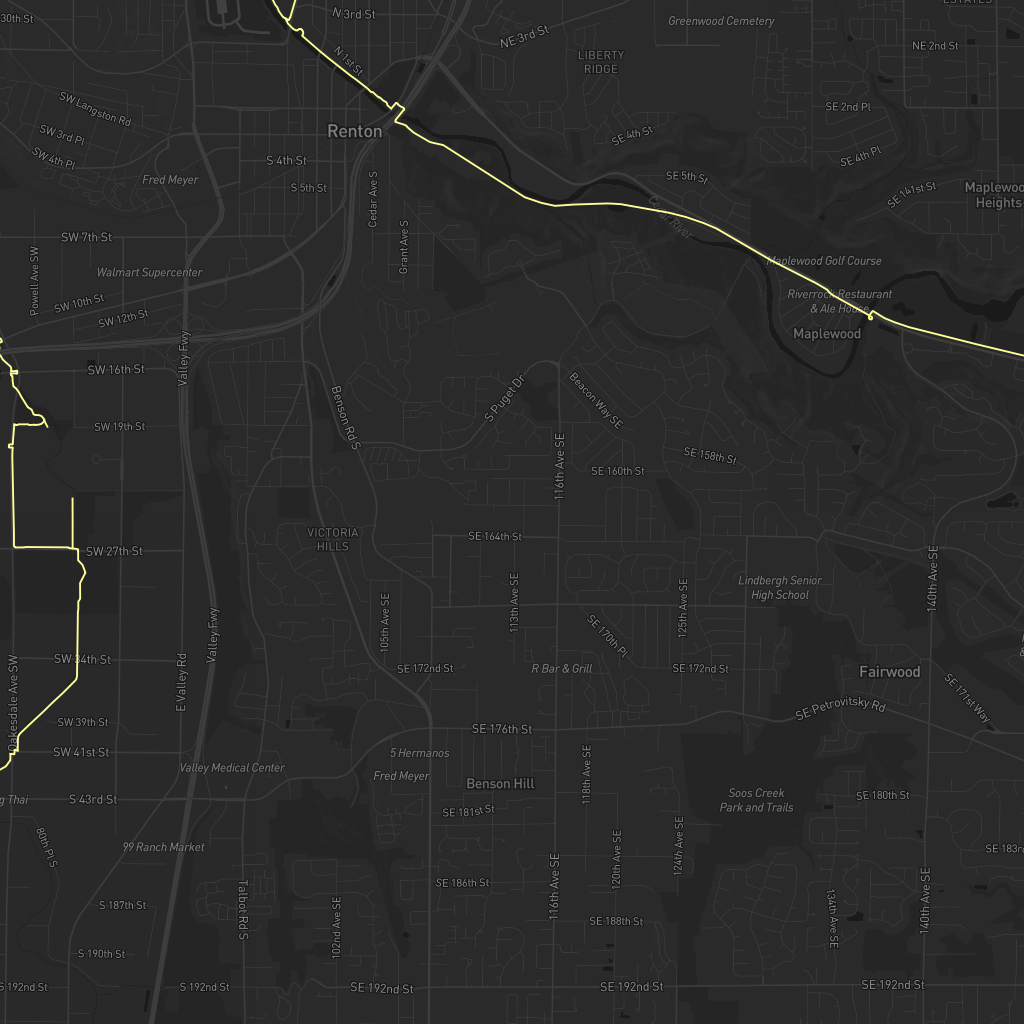 ESTATES
30th St
N 3rd St
Greenwood Cemetery
NE 3rd St
NE 2nd St
N 1st St
LIBERTY
RIDGE
SW Langston Rd
SE 2nd Pl
SW 3rd Pl
Renton
SE 4th St
SW 4th Pl
S 4th St
SE 4th Pl
Fred Meyer
S 5th St
SE 5th St
SE 141st St
Maplewood
Heights
Cedar Ave S
Grant Ave S
SW 7th St
Cedar River
Powell Ave SW
Walmart Supercenter
Maplewood Golf Course
SW 10th St
Riverrock Restaurant
& Ale House
SW 12th St
Maplewood
Valley Fwy
SW 16th St
S Puget Dr
Beacon Way SE
Benson Rd S
SW 19th St
116th Ave SE
SE 158th St
SE 160th St
VICTORIA
HILLS
SE 164th St
SW 27th St
140th Ave SE
Lindbergh Senior
High School
113th Ave SE
125th Ave SE
105th Ave SE
Valley Fwy
SE 170th Pl
SW 34th St
E Valley Rd
Oakesdale Ave SW
SE 172nd St
R Bar & Grill
SE 172nd St
Fairwood
SE 171st Way
SE Petrovitsky Rd
SW 39th St
SE 176th St
SW 41st St
5 Hermanos
Valley Medical Center
Fred Meyer
118th Ave SE
Benson Hill
g Thai
S 43rd St
Soos Creek
Park and Trails
SE 180th St
SE 181st St
80th Pl S
99 Ranch Market
124th Ave SE
SE 183r
120th Ave SE
116th Ave SE
SE 186th St
Talbot Rd S
S 187th St
102nd Ave SE
SE 188th St
134th Ave SE
140th Ave SE
S 190th St
S 192nd St
S 192nd St
SE 192nd St
SE 192nd St
SE 192nd St